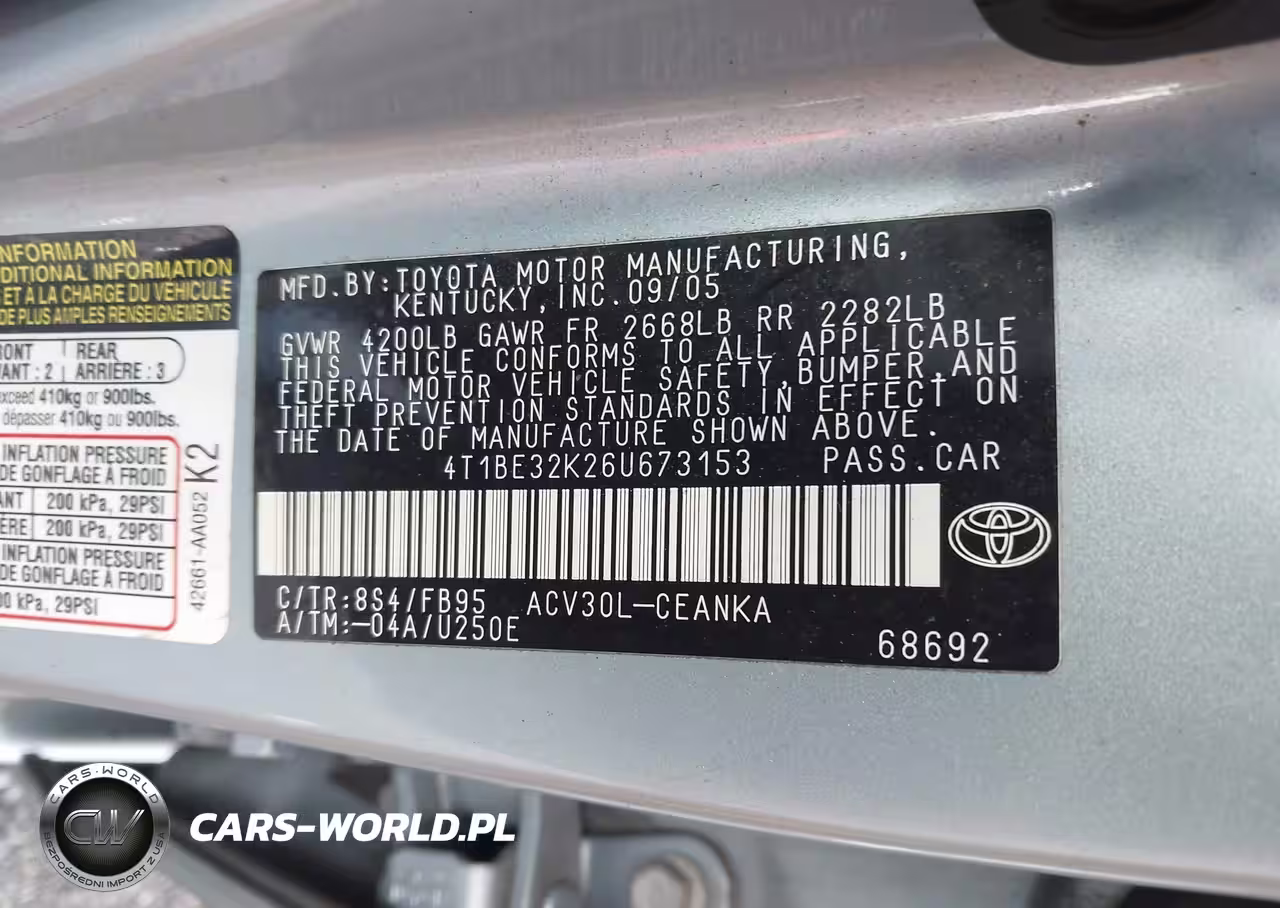 NFORMATION
DITIONAL INFORMATION
ET À LA CHARGE DU VEHICULE
DE PLUS AMPLES RENSEIGNEMENTS
RONT REAR
VANT : 2 ARRIÈRE : 3
exceed 410kg or 900lbs.
dépasser 410kg ou 900lbs.
INFLATION PRESSURE
DE GONFLAGE À FROID
ANT 200 kPa, 29PSI
ÈRE 200 kPa, 29PSI
INFLATION PRESSURE
DE GONFLAGE À FROID
00 kPa, 29PSI
42661-AA052 K2
MFD.BY:TOYOTA MOTOR MANUFACTURING,
KENTUCKY,INC.09/05
GVWR 4200LB GAWR FR 2668LB RR 2282LB
THIS VEHICLE CONFORMS TO ALL APPLICABLE
FEDERAL MOTOR VEHICLE SAFETY,BUMPER,AND
THEFT PREVENTION STANDARDS IN EFFECT ON
THE DATE OF MANUFACTURE SHOWN ABOVE.
4T1BE32K26U673153 PASS.CAR
C/TR:8S4/FB95 ACV30L-CEANKA
A/TM:-04A/U250E
68692
CARS-WORLD
CW
BEZPOŚREDNI IMPORT Z USA
CARS-WORLD.PL